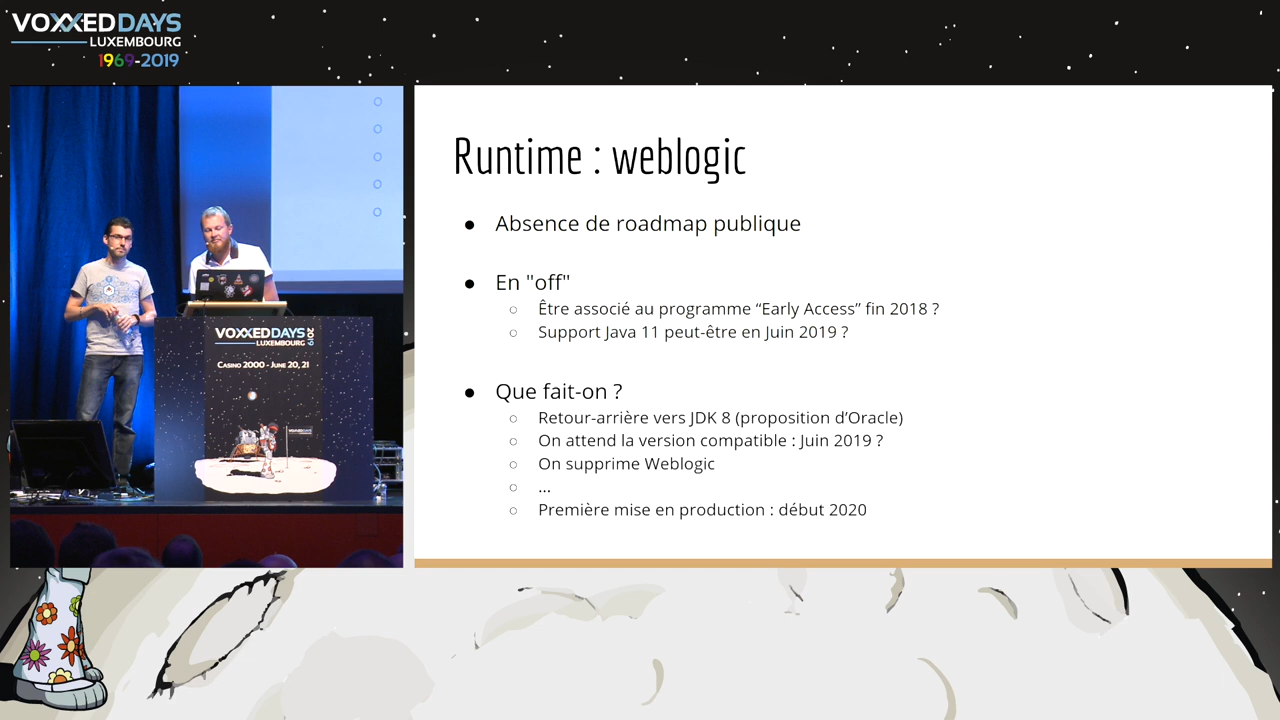 VOXXEDDAYS
LUXEMBOURG
1969-2019
Runtime : weblogic
● Absence de roadmap publique
● En "off"
○ Être associé au programme “Early Access” fin 2018 ?
○ Support Java 11 peut-être en Juin 2019 ?
● Que fait-on ?
○ Retour-arrière vers JDK 8 (proposition d’Oracle)
○ On attend la version compatible : Juin 2019 ?
○ On supprime Weblogic
○ ...
○ Première mise en production : début 2020
VOXXEDDAYS 2019
LUXEMBOURG
CASINO 2000 - JUNE 20, 21